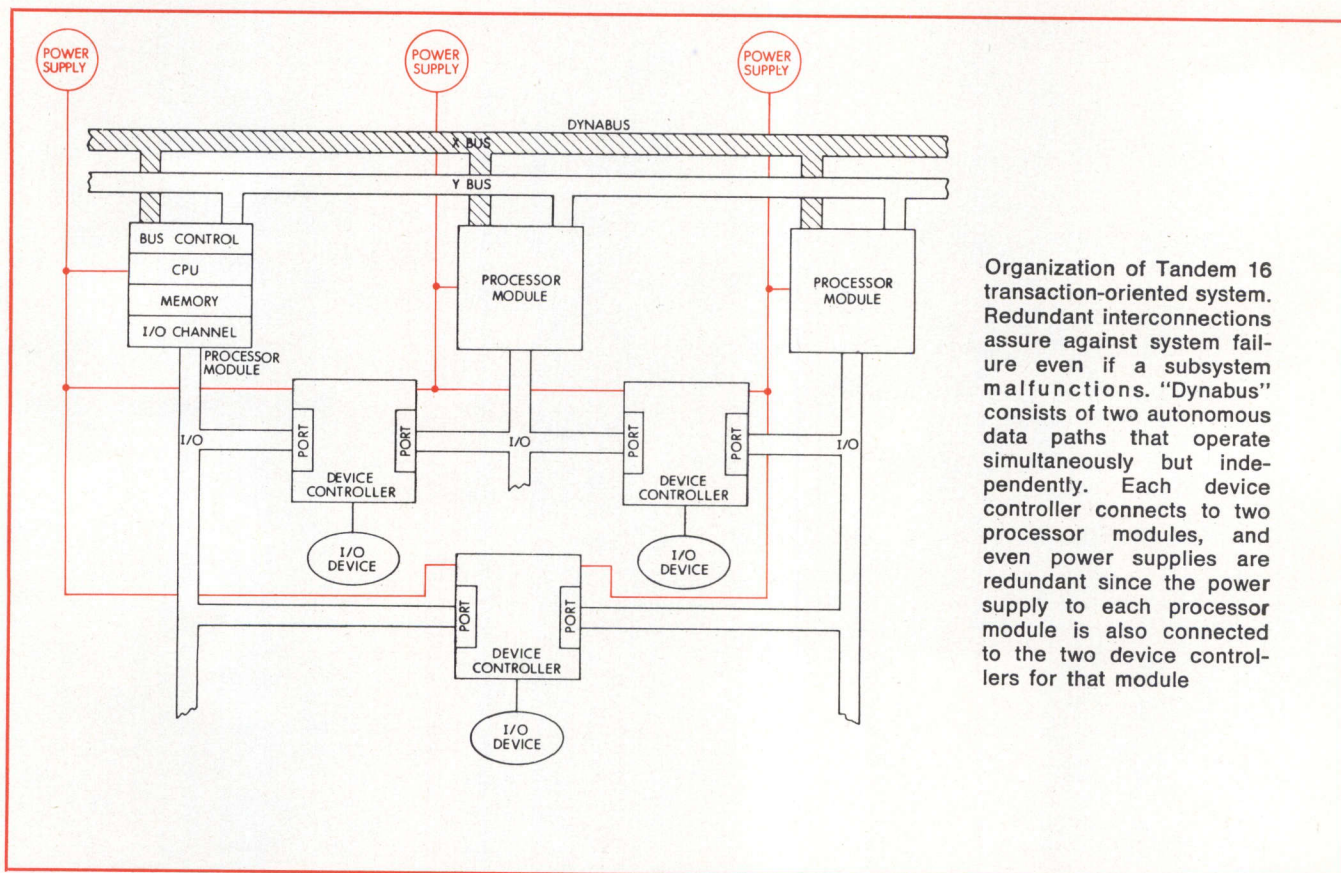 POWER
SUPPLY
POWER
SUPPLY
POWER
SUPPLY
DYNABUS
X BUS
Y BUS
BUS CONTROL
CPU
MEMORY
I/O CHANNEL
PROCESSOR
MODULE
PROCESSOR
MODULE
PROCESSOR
MODULE
I/O
PORT
PORT
DEVICE
CONTROLLER
I/O
DEVICE
I/O
PORT
PORT
DEVICE
CONTROLLER
I/O
DEVICE
I/O
PORT
PORT
DEVICE
CONTROLLER
I/O
DEVICE
Organization of Tandem 16
transaction-oriented system.
Redundant interconnections
assure against system fail-
ure even if a subsystem
malfunctions. "Dynabus"
consists of two autonomous
data paths that operate
simultaneously but inde-
pendently. Each device
controller connects to two
processor modules, and
even power supplies are
redundant since the power
supply to each processor
module is also connected
to the two device control-
lers for that module